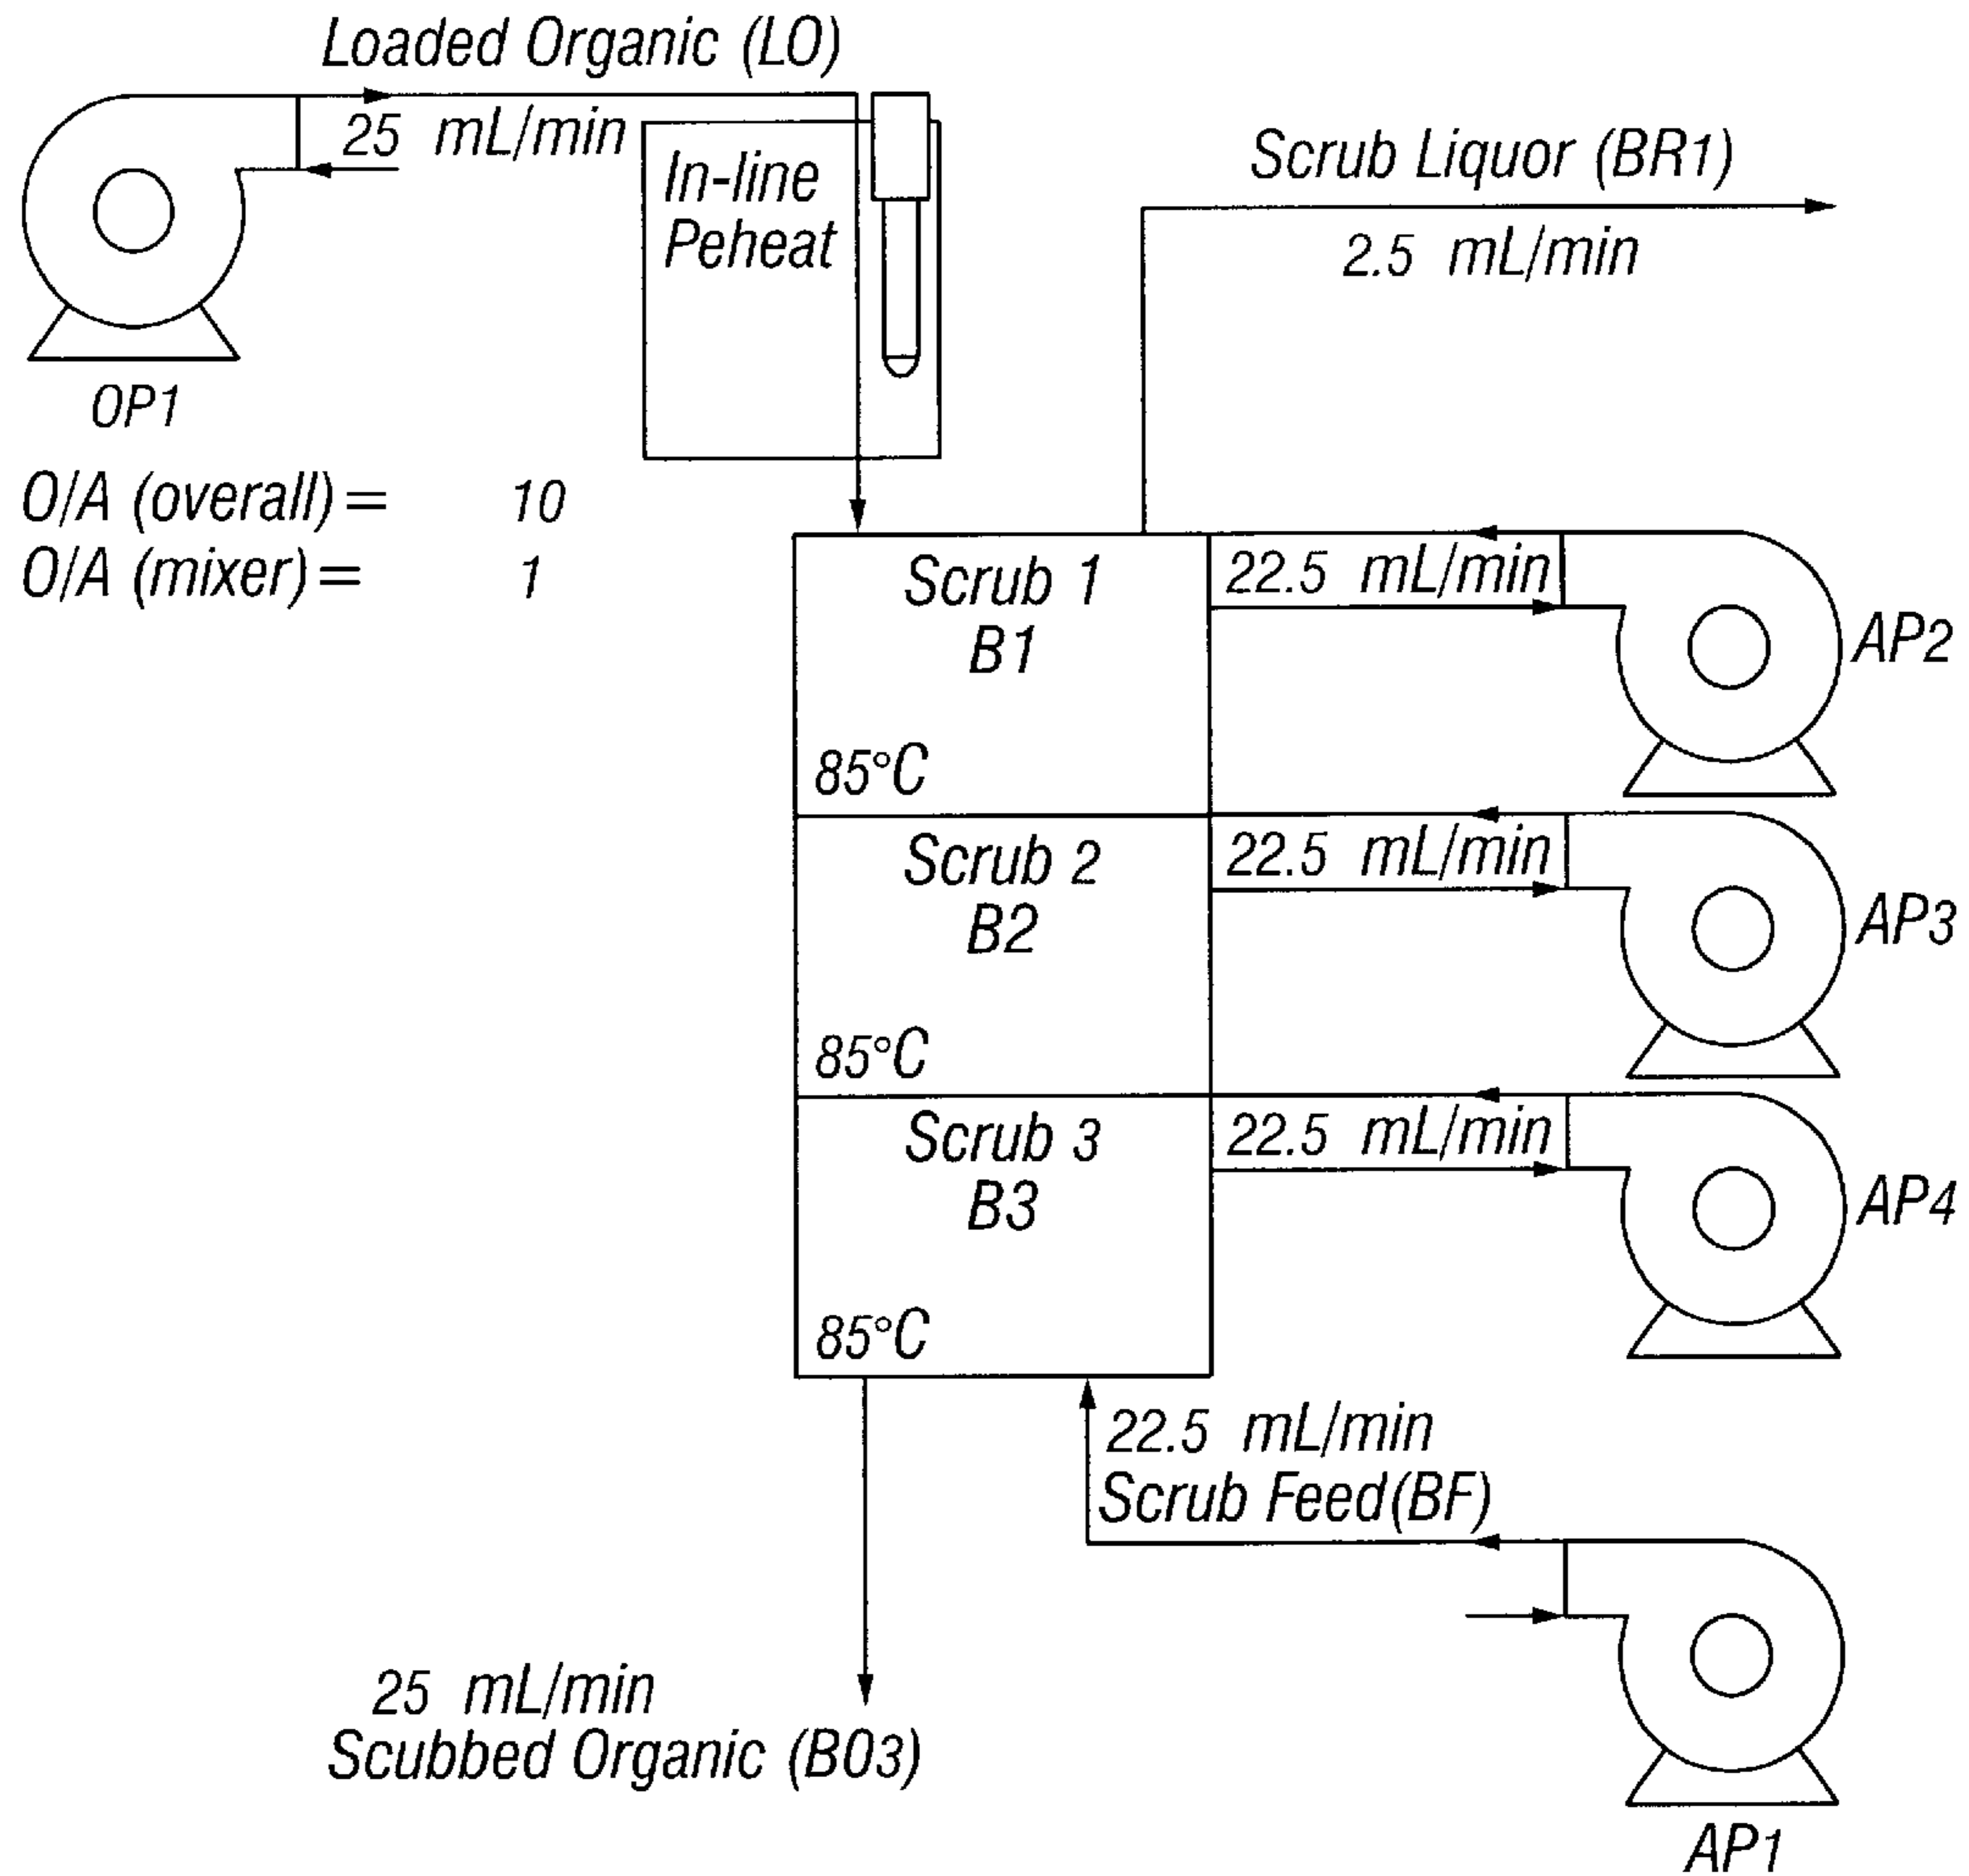 Loaded Organic (LO)
25 mL/min
In-line
Peheat
Scrub Liquor (BR1)
2.5 mL/min
OP1
O/A (overall) = 10
O/A (mixer) = 1
Scrub 1
B1
85°C
22.5 mL/min
AP2
Scrub 2
B2
85°C
22.5 mL/min
AP3
Scrub 3
B3
85°C
22.5 mL/min
AP4
22.5 mL/min
Scrub Feed(BF)
25 mL/min
Scubbed Organic (BO3)
AP1